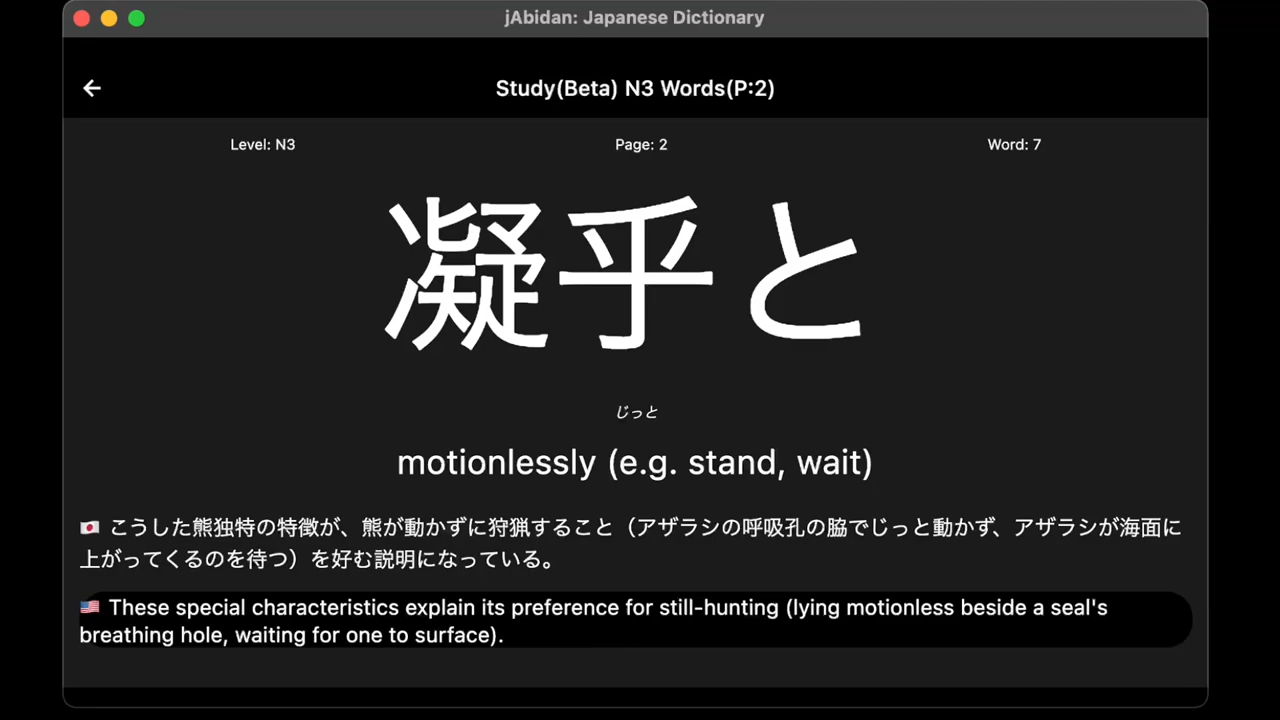 jAbidan: Japanese Dictionary
Study(Beta) N3 Words(P:2)
Level: N3
Page: 2
Word: 7
凝乎と
じっと
motionlessly (e.g. stand, wait)
🇯🇵 こうした熊独特の特徴が、熊が動かずに狩猟すること（アザラシの呼吸孔の脇でじっと動かず、アザラシが海面に
上がってくるのを待つ）を好む説明になっている。
🇺🇸 These special characteristics explain its preference for still-hunting (lying motionless beside a seal's
breathing hole, waiting for one to surface).